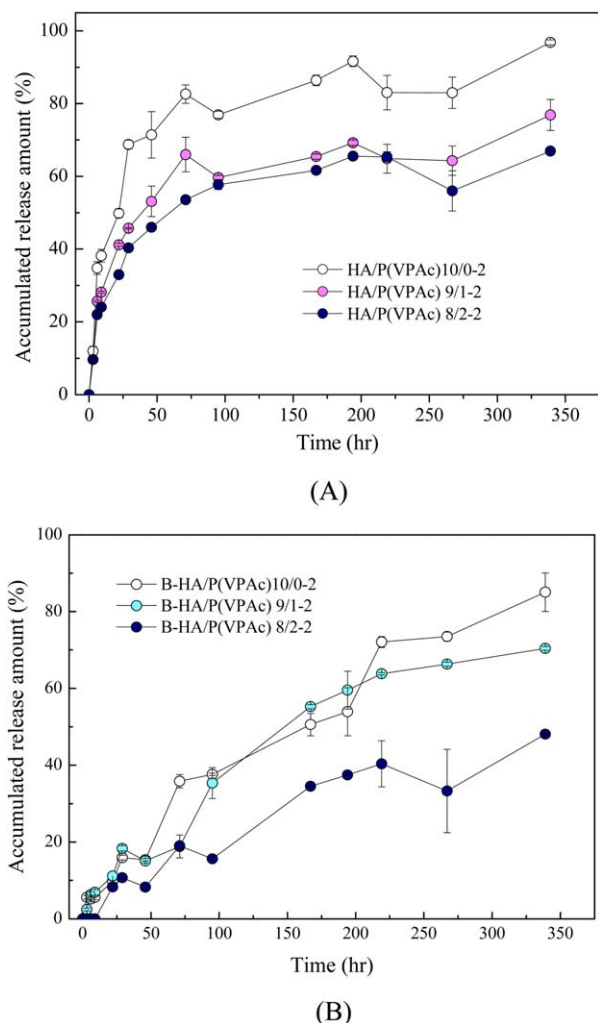 100
80
60
40
20
0
Accumulated release amount (%)
HA/P(VPAc)10/0-2
HA/P(VPAc) 9/1-2
HA/P(VPAc) 8/2-2
0 50 100 150 200 250 300 350
Time (hr)
(A)
100
80
60
40
20
0
Accumulated release amount (%)
B-HA/P(VPAc)10/0-2
B-HA/P(VPAc) 9/1-2
B-HA/P(VPAc) 8/2-2
0 50 100 150 200 250 300 350
Time (hr)
(B)